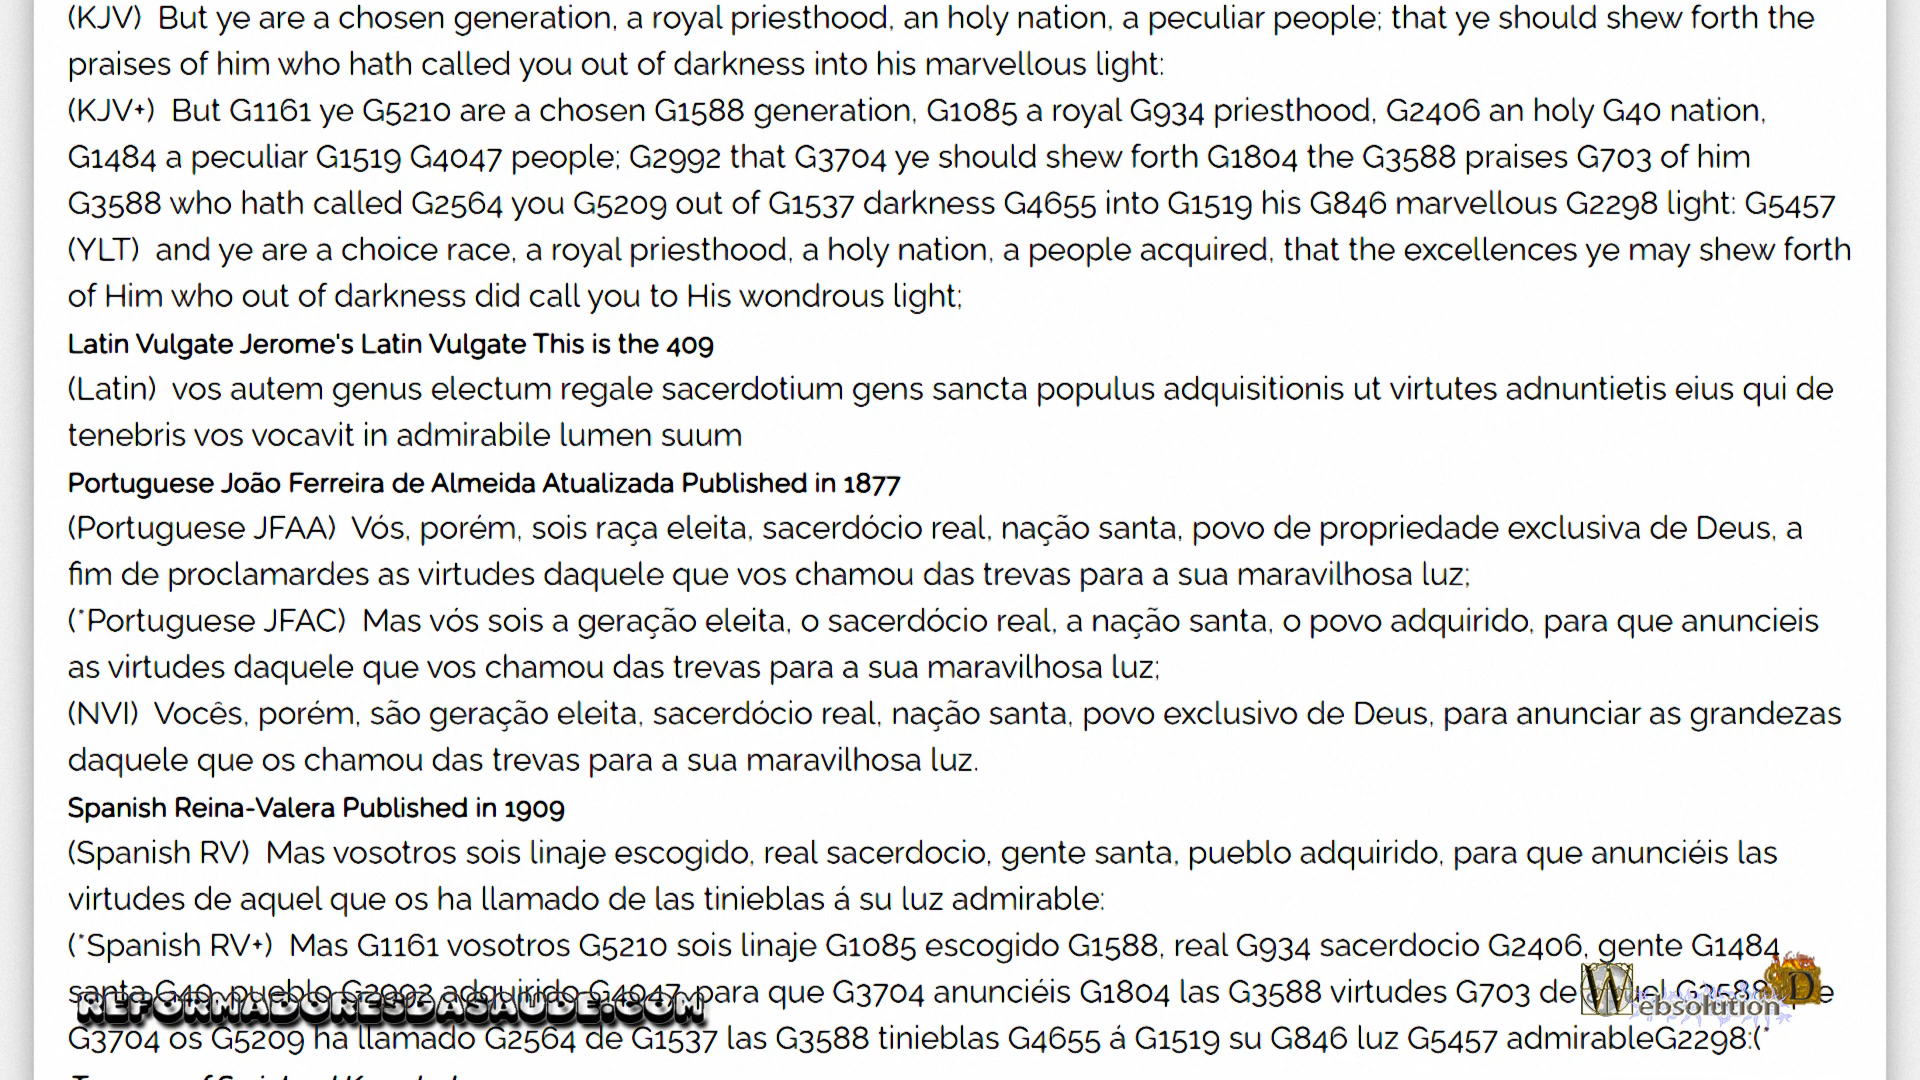 (KJV) But ye are a chosen generation, a royal priesthood, an holy nation, a peculiar people; that ye should shew forth the
praises of him who hath called you out of darkness into his marvellous light:
(KJV+) But G1161 ye G5210 are a chosen G1588 generation, G1085 a royal G934 priesthood, G2406 an holy G40 nation,
G1484 a peculiar G1519 G4047 people; G2992 that G3704 ye should shew forth G1804 the G3588 praises G703 of him
G3588 who hath called G2564 you G5209 out of G1537 darkness G4655 into G1519 his G846 marvellous G2298 light: G5457
(YLT) and ye are a choice race, a royal priesthood, a holy nation, a people acquired, that the excellences ye may shew forth
of Him who out of darkness did call you to His wondrous light;
Latin Vulgate Jerome's Latin Vulgate This is the 409
(Latin) vos autem genus electum regale sacerdotium gens sancta populus adquisitionis ut virtutes adnuntietis eius qui de
tenebris vos vocavit in admirabile lumen suum
Portuguese João Ferreira de Almeida Atualizada Published in 1877
(Portuguese JFAA) Vós, porém, sois raça eleita, sacerdócio real, nação santa, povo de propriedade exclusiva de Deus, a
fim de proclamardes as virtudes daquele que vos chamou das trevas para a sua maravilhosa luz;
(*Portuguese JFAC) Mas vós sois a geração eleita, o sacerdócio real, a nação santa, o povo adquirido, para que anuncieis
as virtudes daquele que vos chamou das trevas para a sua maravilhosa luz;
(NVI) Vocês, porém, são geração eleita, sacerdócio real, nação santa, povo exclusivo de Deus, para anunciar as grandezas
daquele que os chamou das trevas para a sua maravilhosa luz.
Spanish Reina-Valera Published in 1909
(Spanish RV) Mas vosotros sois linaje escogido, real sacerdocio, gente santa, pueblo adquirido, para que anunciéis las
virtudes de aquel que os ha llamado de las tinieblas á su luz admirable:
(*Spanish RV+) Mas G1161 vosotros G5210 sois linaje G1085 escogido G1588, real G934 sacerdocio G2406, gente G1484
santa G40, pueblo G2992 adquirido G4047, para que G3704 anunciéis G1804 las G3588 virtudes G703 de
REFORMADORESDASAUDE.COM
Websolution D
G3704 os G5209 ha llamado G2564 de G1537 las G3588 tinieblas G4655 á G1519 su G846 luz G5457 admirableG2298:(*